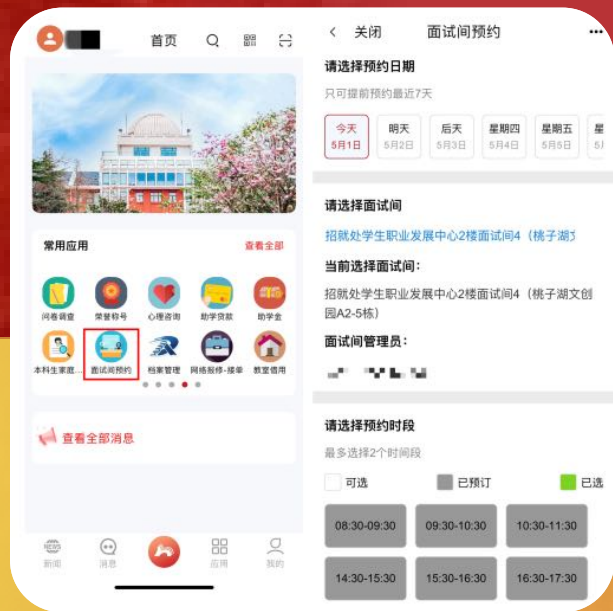 首页
常用应用
查看全部
问卷调查
荣誉称号
心理咨询
助学贷款
助学金
本科生家庭...
面试间预约
档案管理
网络报修-接单
教室借用
查看全部消息
NEWS
新闻
消息
应用
我的
关闭
面试间预约
请选择预约日期
只可提前预约最近7天
今天
5月1日
明天
5月2日
后天
5月3日
星期四
5月4日
星期五
5月5日
请选择面试间
招就处学生职业发展中心2楼面试间4（桃子湖文
当前选择面试间：
招就处学生职业发展中心2楼面试间4（桃子湖文创
园A2-5栋）
面试间管理员：
请选择预约时段
最多选择2个时间段
可选
已预订
已选
08:30-09:30
09:30-10:30
10:30-11:30
14:30-15:30
15:30-16:30
16:30-17:30